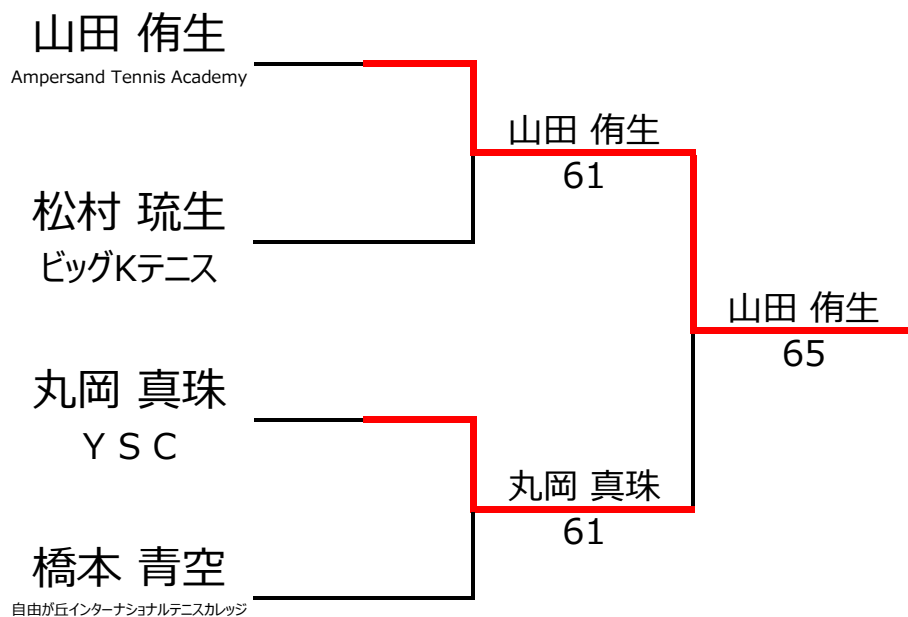 山田 侑生
Ampersand Tennis Academy
山田 侑生
61
松村 琉生
ビッグKテニス
山田 侑生
65
丸岡 真珠
ＹＳＣ
丸岡 真珠
61
橋本 青空
自由が丘インターナショナルテニスカレッジ